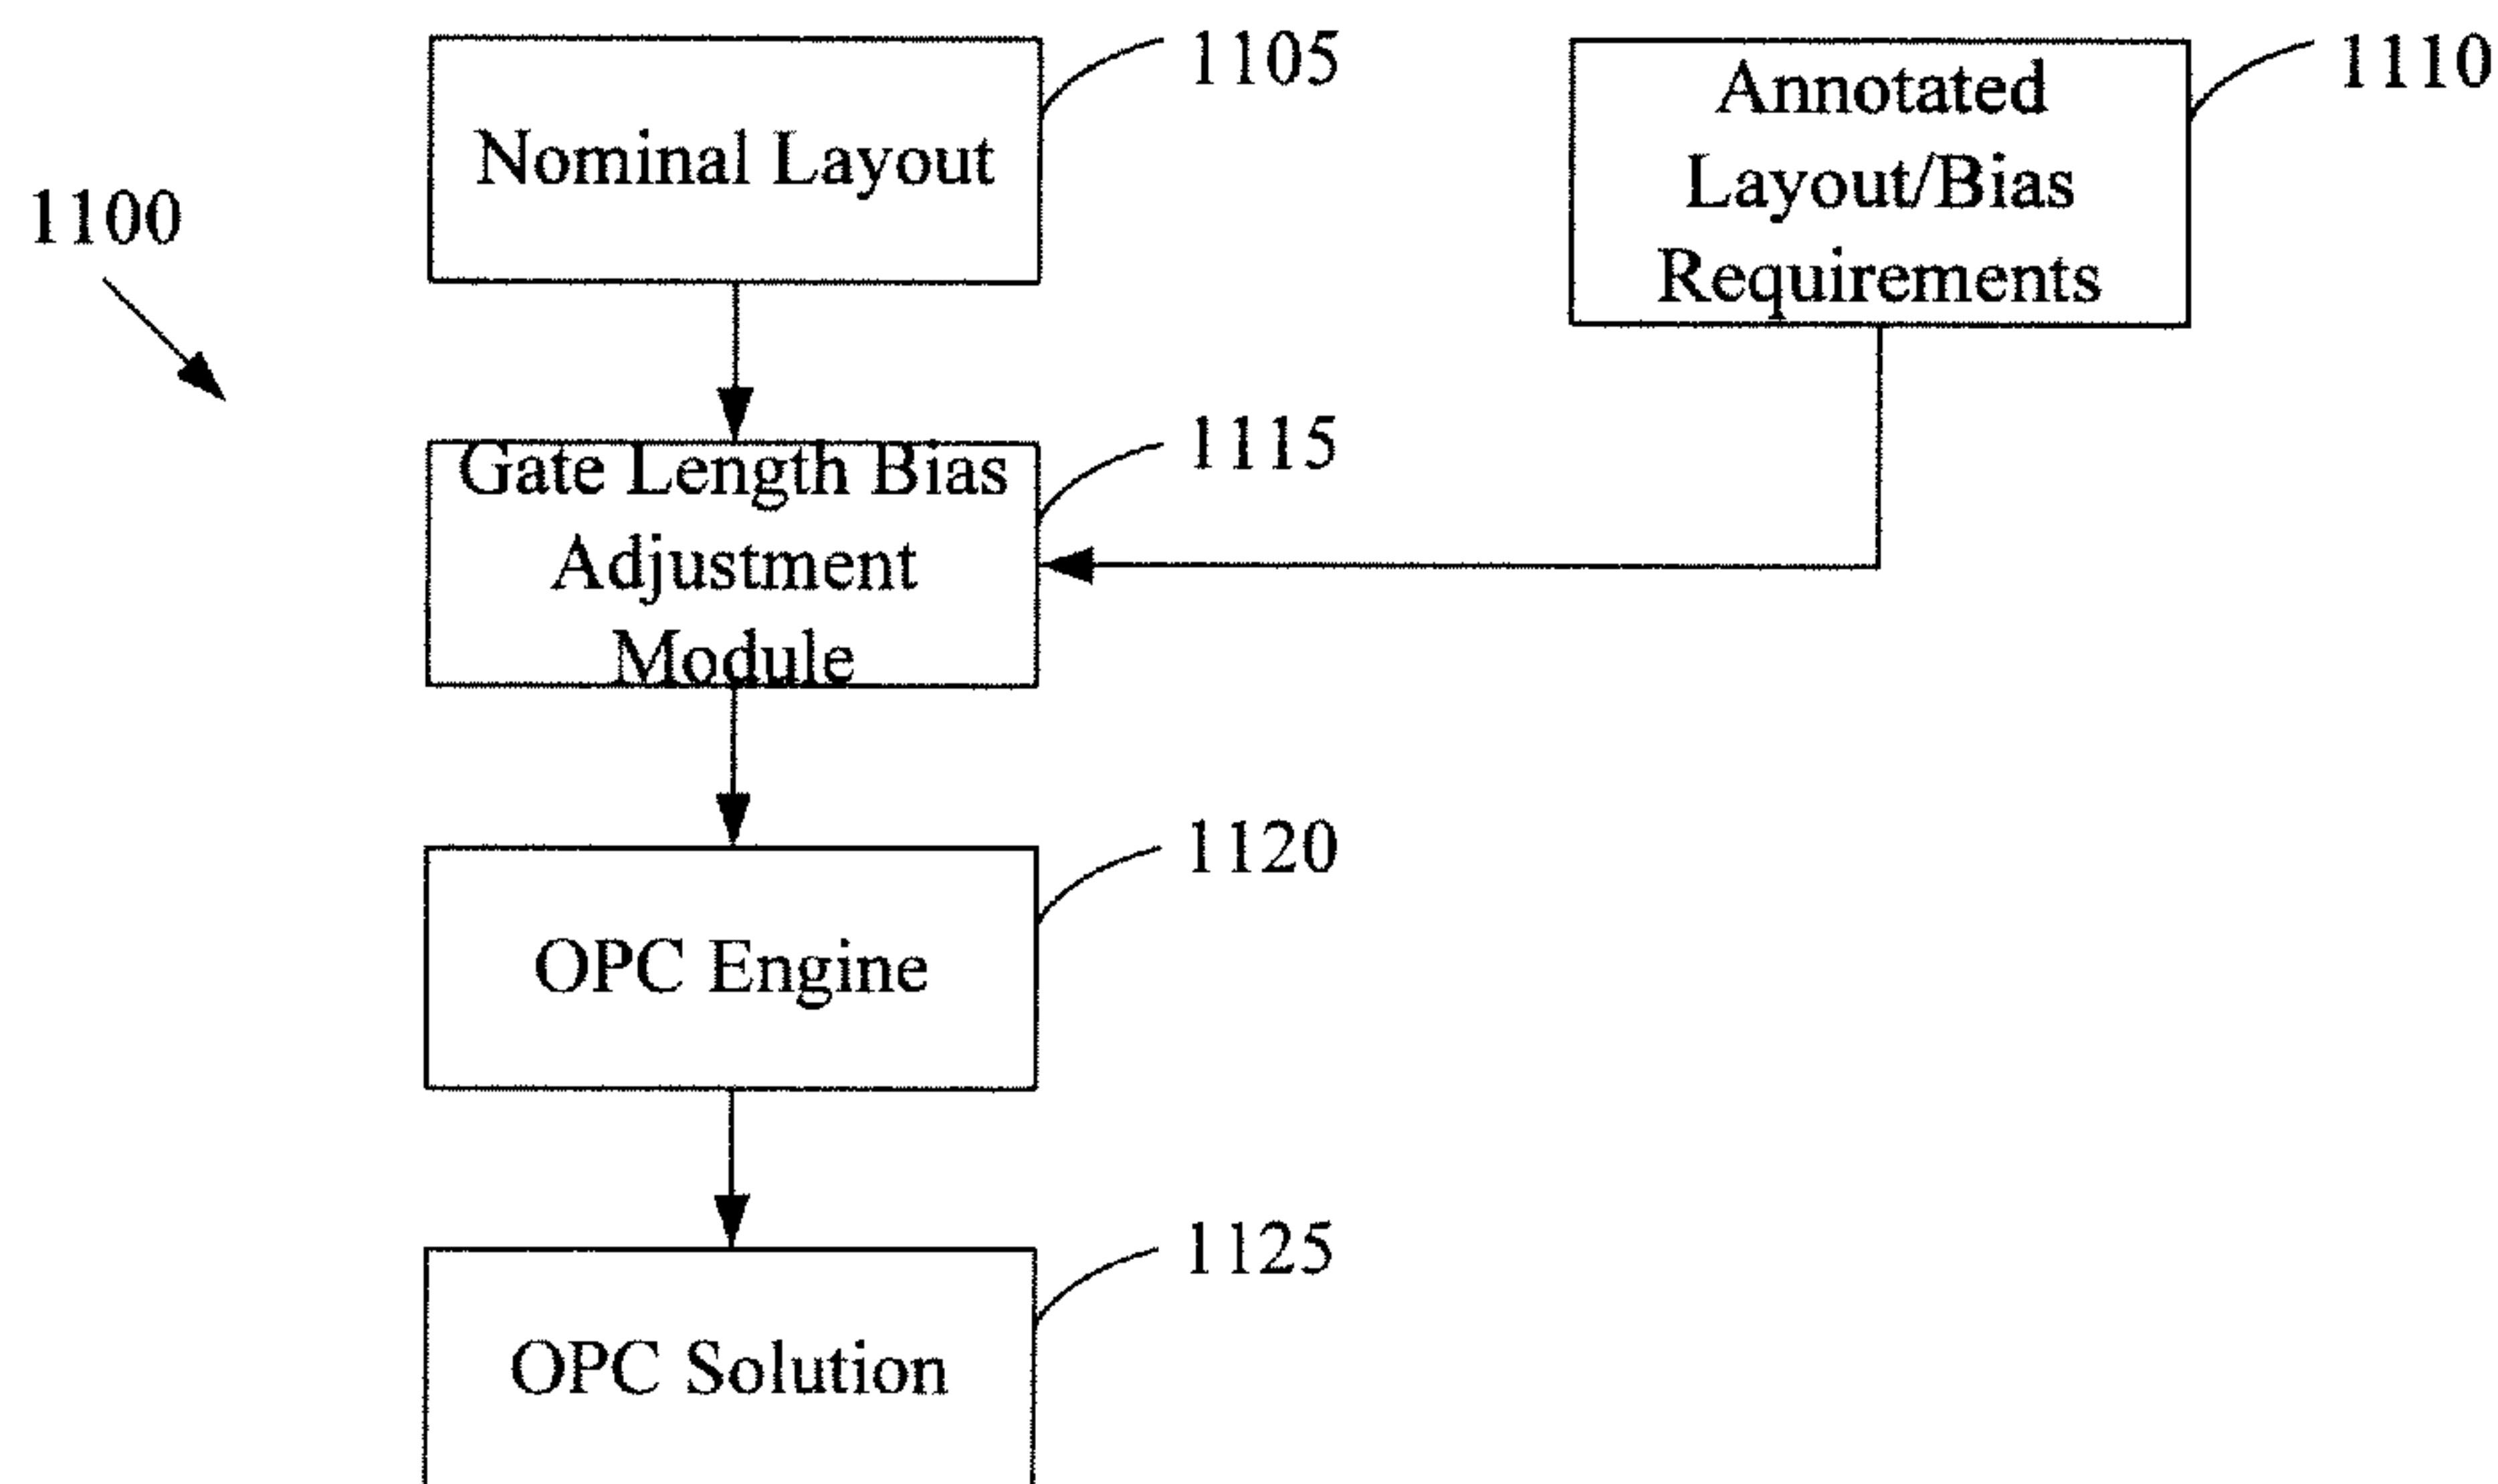 1105
1110
Nominal Layout
Annotated
Layout/Bias
Requirements
1100
1115
Gate Length Bias
Adjustment
Module
1120
OPC Engine
1125
OPC Solution